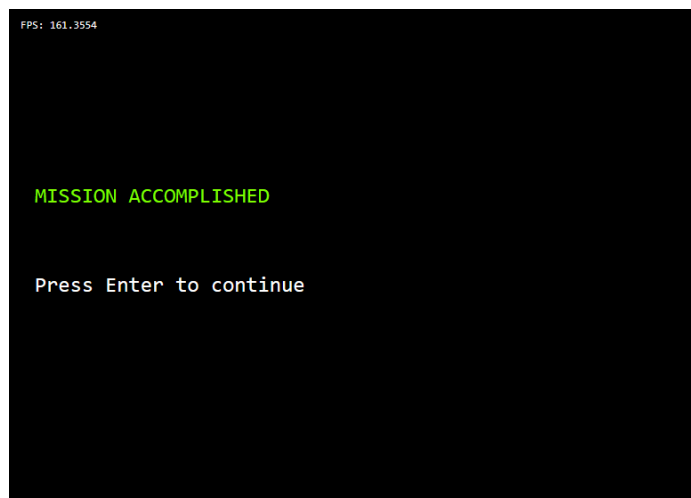 FPS: 161.3554
MISSION ACCOMPLISHED
Press Enter to continue